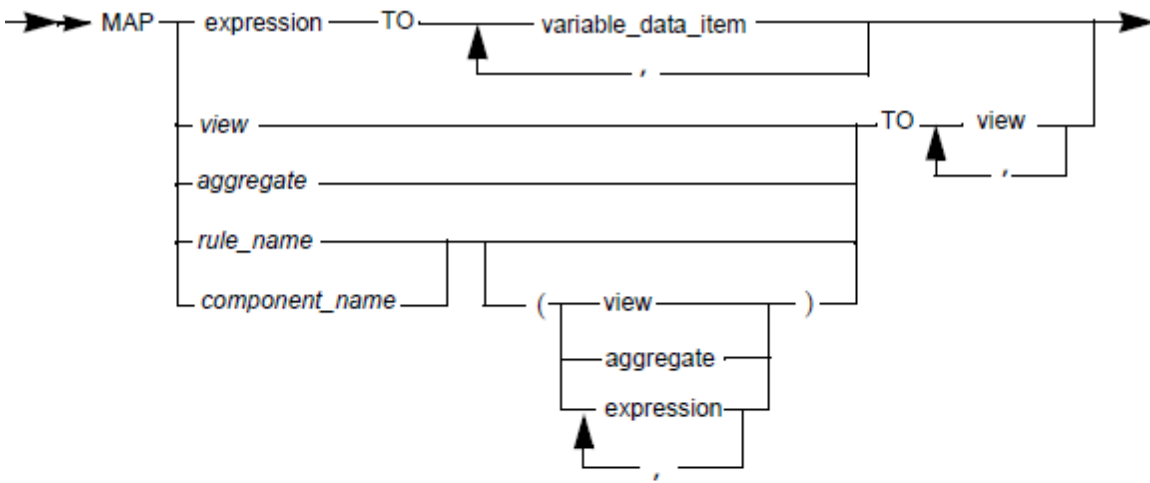 MAP expression TO variable_data_item
,
view TO view
,
aggregate
rule_name
component_name ( view )
aggregate
expression
,